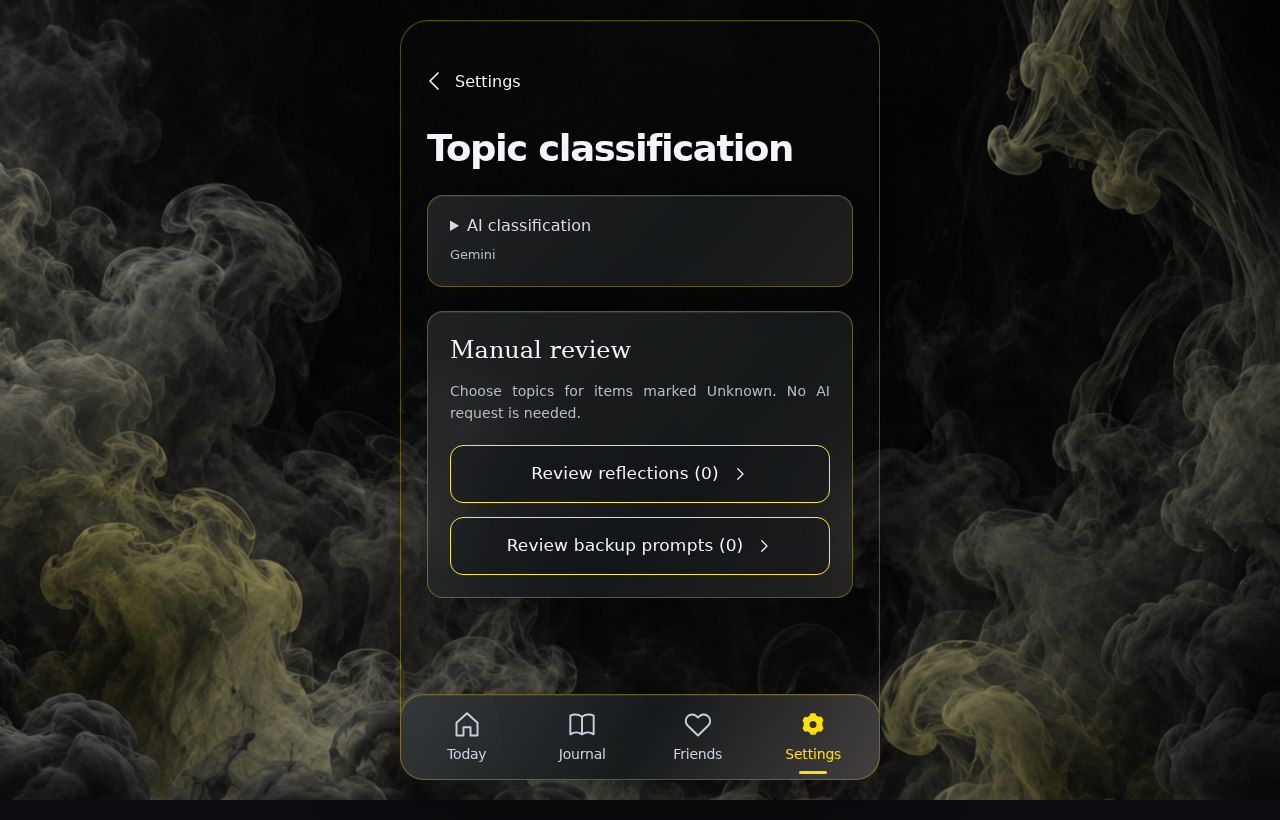 Settings
Topic classification
AI classification
Gemini
Manual review
Choose topics for items marked Unknown. No AI
request is needed.
Review reflections (0)
Review backup prompts (0)
Today
Journal
Friends
Settings